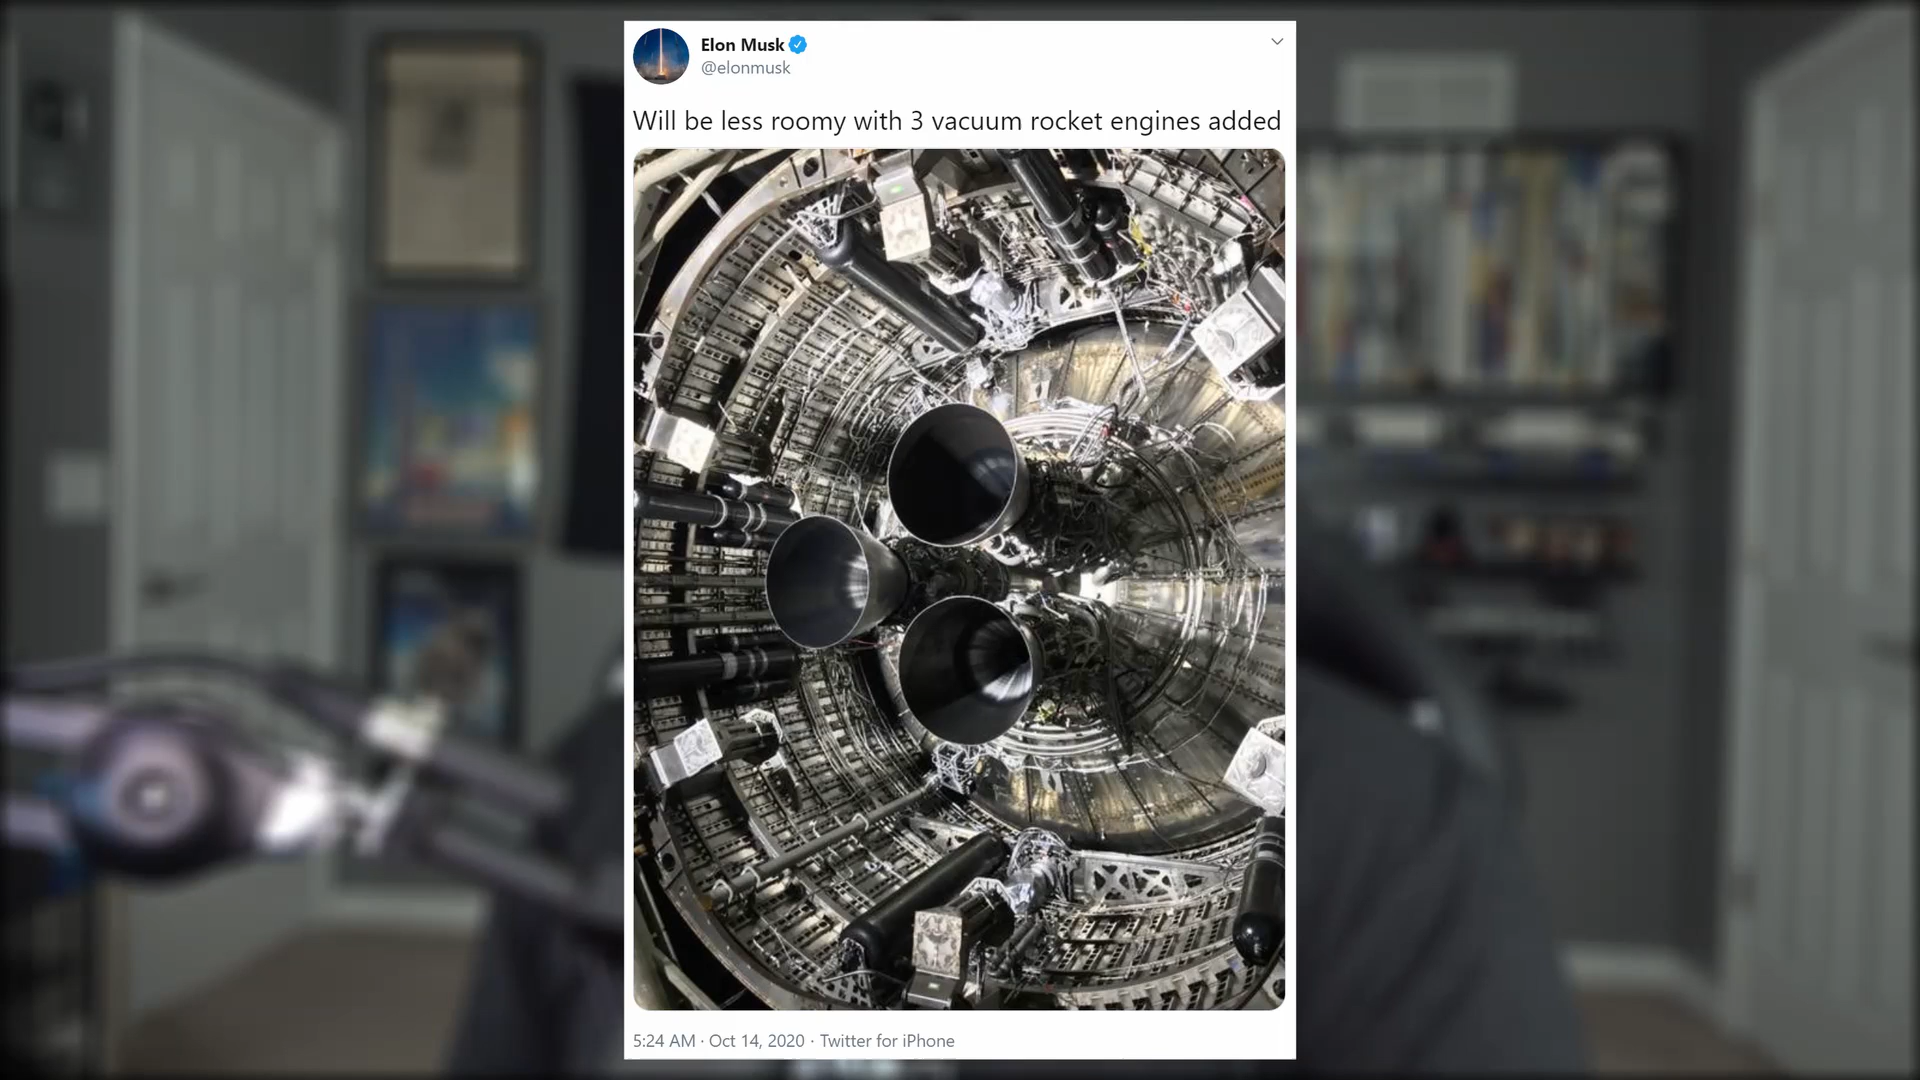 Elon Musk
@elonmusk
Will be less roomy with 3 vacuum rocket engines added
5:24 AM · Oct 14, 2020 · Twitter for iPhone